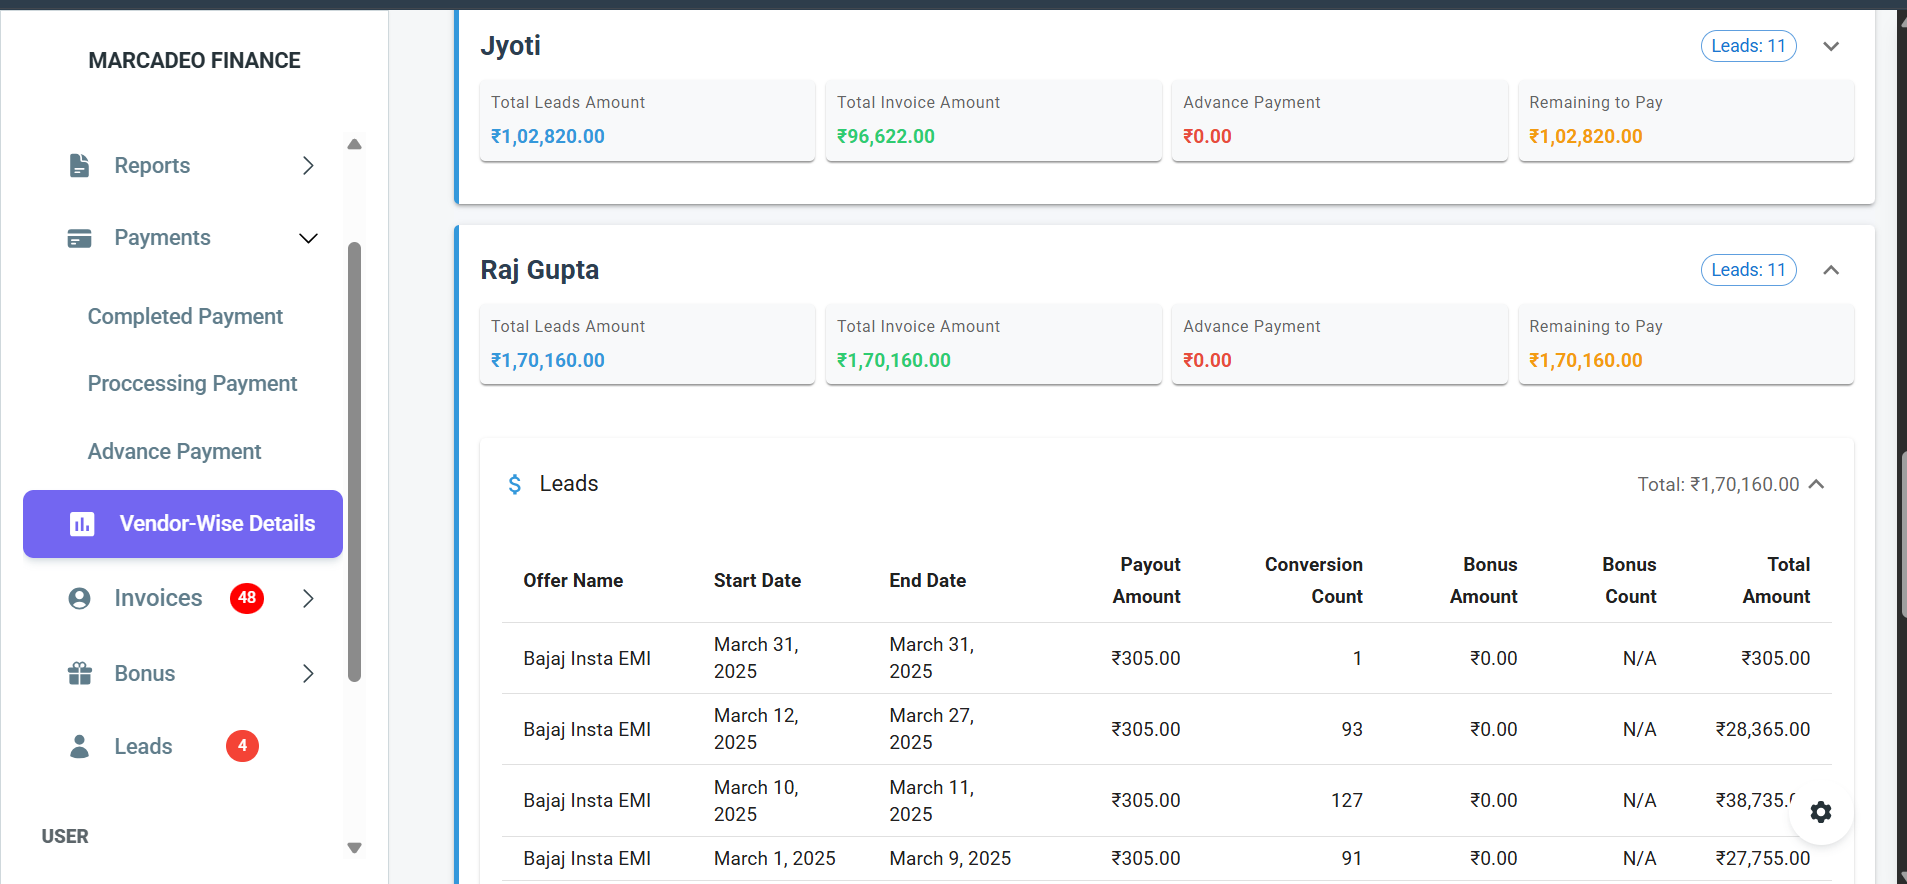 MARCADEO FINANCE
Reports
Payments
Completed Payment
Proccessing Payment
Advance Payment
Vendor-Wise Details
Invoices 48
Bonus
Leads 4
USER
Jyoti Leads: 11
Total Leads Amount Total Invoice Amount Advance Payment Remaining to Pay
₹1,02,820.00 ₹96,622.00 ₹0.00 ₹1,02,820.00
Raj Gupta Leads: 11
Total Leads Amount Total Invoice Amount Advance Payment Remaining to Pay
₹1,70,160.00 ₹1,70,160.00 ₹0.00 ₹1,70,160.00
$ Leads Total: ₹1,70,160.00
Offer Name Start Date End Date Payout Amount Conversion Count Bonus Amount Bonus Count Total Amount
Bajaj Insta EMI March 31, 2025 March 31, 2025 ₹305.00 1 ₹0.00 N/A ₹305.00
Bajaj Insta EMI March 12, 2025 March 27, 2025 ₹305.00 93 ₹0.00 N/A ₹28,365.00
Bajaj Insta EMI March 10, 2025 March 11, 2025 ₹305.00 127 ₹0.00 N/A ₹38,735.
Bajaj Insta EMI March 1, 2025 March 9, 2025 ₹305.00 91 ₹0.00 N/A ₹27,755.00